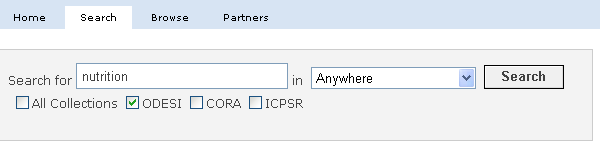 Home Search Browse Partners
Search for nutrition in Anywhere Search
All Collections ODESI CORA ICPSR